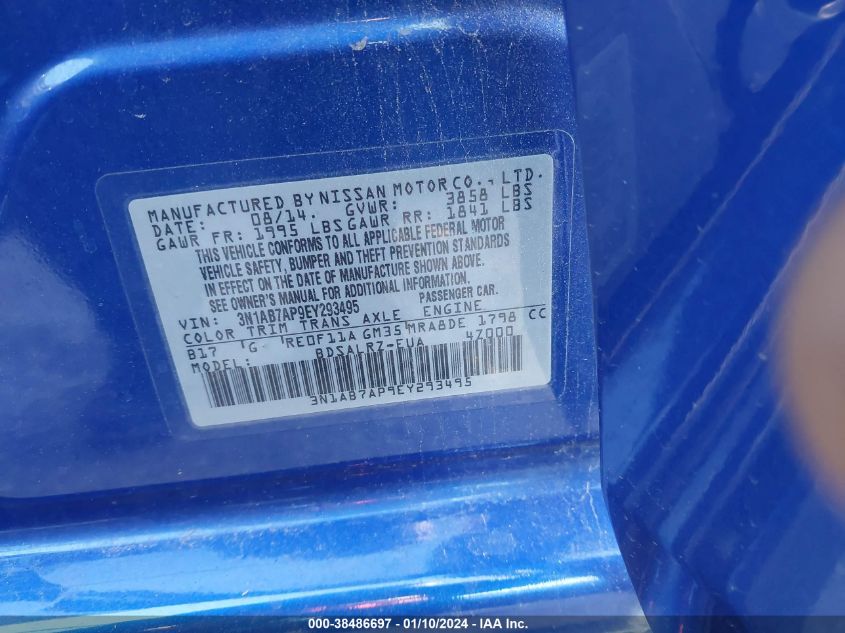 MANUFACTURED BY NISSAN MOTOR CO., LTD.
DATE: 08/14. GVWR: 3858 LBS
GAWR FR: 1995 LBS GAWR RR: 1841 LBS
THIS VEHICLE CONFORMS TO ALL APPLICABLE FEDERAL MOTOR
VEHICLE SAFETY, BUMPER AND THEFT PREVENTION STANDARDS
IN EFFECT ON THE DATE OF MANUFACTURE SHOWN ABOVE.
SEE OWNER'S MANUAL FOR ADDITIONAL INFORMATION.
VIN: 3N1AB7AP9EY293495 PASSENGER CAR.
COLOR TRIM TRANS AXLE ENGINE
B17 'G- 'RE0F11A GM35 MRA8DE 1798 CC
MODEL: BDSALRZ-EUA 4Z000
3N1AB7AP9EY293495
000-38486697 - 01/10/2024 - © IAA, Inc.